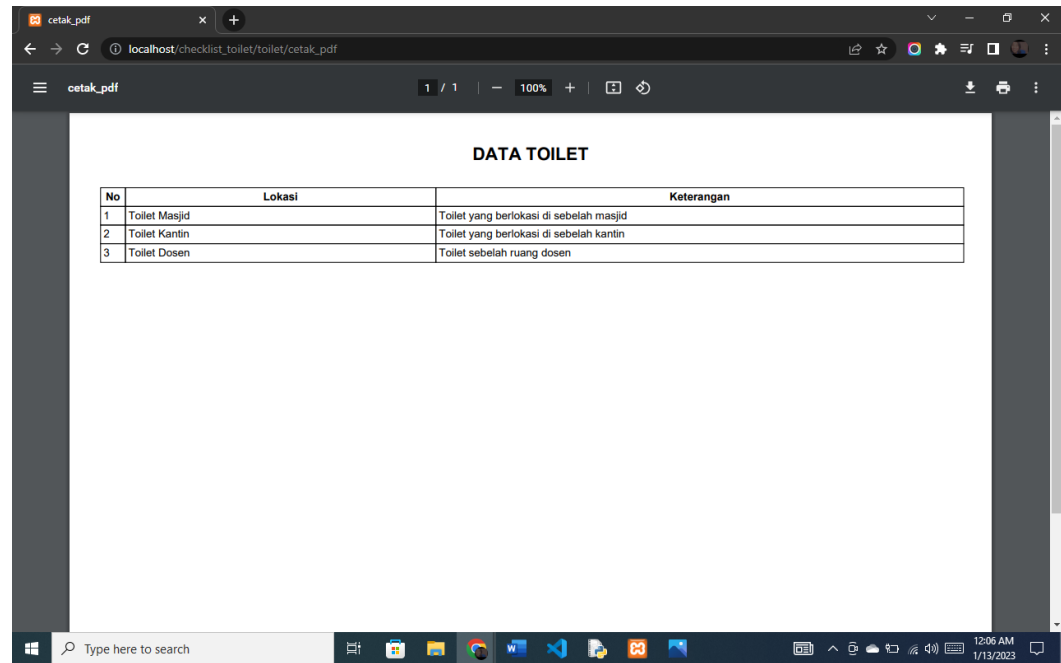 cetak_pdf
localhost/checklist_toilet/toilet/cetak_pdf
cetak_pdf 1 / 1 100%
DATA TOILET
No Lokasi Keterangan
1 Toilet Masjid Toilet yang berlokasi di sebelah masjid
2 Toilet Kantin Toilet yang berlokasi di sebelah kantin
3 Toilet Dosen Toilet sebelah ruang dosen
Type here to search
12:06 AM
1/13/2023